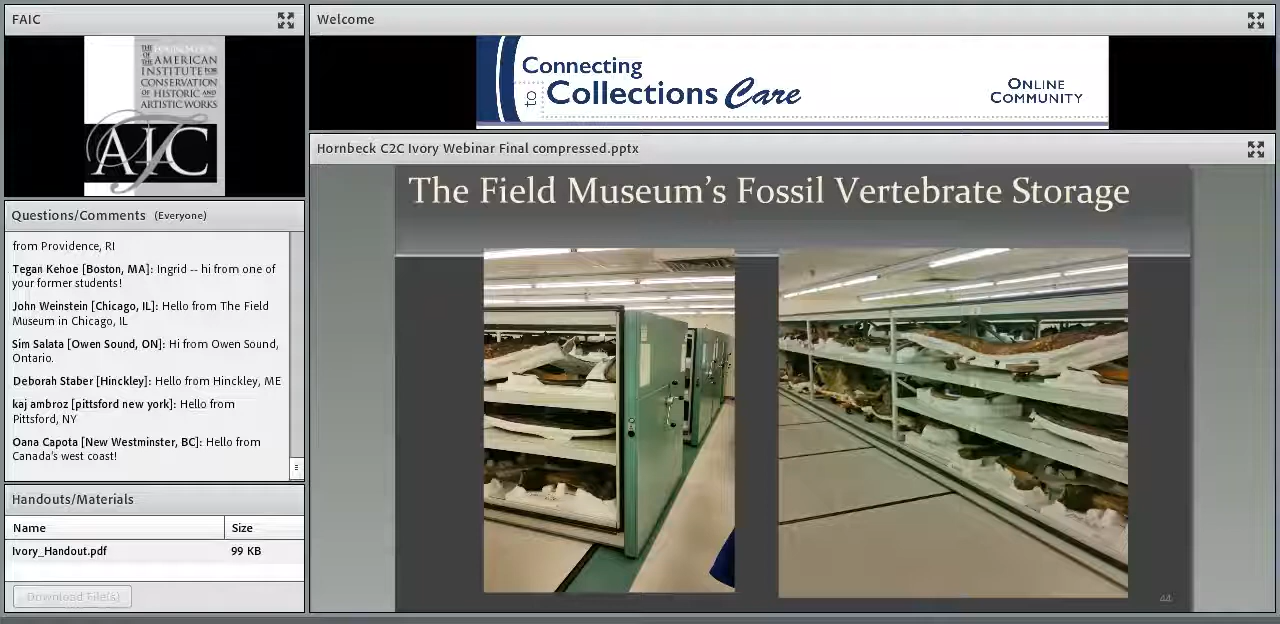 FAIC
THE FOUNDATION
OF THE AMERICAN
INSTITUTE FOR
CONSERVATION
OF HISTORIC AND
ARTISTIC WORKS
AIC
Questions/Comments (Everyone)
from Providence, RI
Tegan Kehoe [Boston, MA]: Ingrid -- hi from one of
your former students!
John Weinstein [Chicago, IL]: Hello from The Field
Museum in Chicago, IL
Sim Salata [Owen Sound, ON]: Hi from Owen Sound,
Ontario.
Deborah Staber [Hinckley]: Hello from Hinckley, ME
kaj ambroz [pittsford new york]: Hello from
Pittsford, NY
Oana Capota [New Westminster, BC]: Hello from
Canada's west coast!
Handouts/Materials
Name Size
Ivory_Handout.pdf 99 KB
Download File(s)
Welcome
Connecting
to Collections Care
ONLINE
COMMUNITY
Hornbeck C2C Ivory Webinar Final compressed.pptx
The Field Museum's Fossil Vertebrate Storage
44